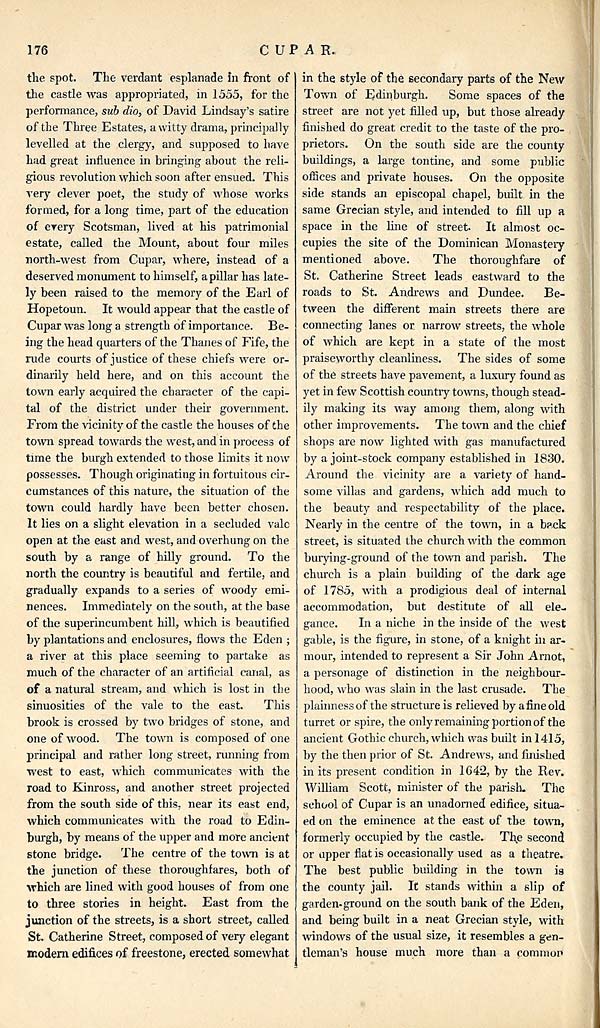 176
CUPAR.
the spot. The verdant esplanade in front of
the castle was appropriated, in 1555, for the
performance, sub dio, of David Lindsay's satire
of the Three Estates, a witty drama, principally
levelled at the clergy, and supposed to have
had great influence in bringing about the reli-
gious revolution which soon after ensued. This
very clever poet, the study of whose works
formed, for a long time, part of the education
of every Scotsman, lived at his patrimonial
estate, called the Mount, about four miles
north-west from Cupar, where, instead of a
deserved monument to himself, a pillar has late-
ly been raised to the memory of the Earl of
Hopetoun. It would appear that the castle of
Cupar was long a strength of importance. Be-
ing the head quarters of the Thanes of Fife, the
rude courts of justice of these chiefs were or-
dinarily held here, and on this account the
town early acquired the character of the capi-
tal of the district under their government.
From the vicinity of the castle the houses of the
town spread towards the west, and in process of
time the burgh extended to those limits it now
possesses. Though originating in fortuitous cir-
cumstances of this nature, the situation of the
town could hardly have been better chosen.
It lies on a slight elevation in a secluded vale
open at the east and west, and overhung on the
south by a range of hilly ground. To the
north the country is beautiful and fertile, and
gradually expands to a series of woody emi-
nences. Immediately on the south, at the base
of the superincumbent hill, which is beautified
by plantations and enclosures, flows the Eden;
a river at this place seeming to partake as
much of the character of an artificial canal, as
of a natural stream, and which is lost in the
sinuosities of the vale to the east. This
brook is crossed by two bridges of stone, and
one of wood. The town is composed of one
principal and rather long street, running from
west to east, which communicates with the
road to Kinross, and another street projected
from the south side of this, near its east end,
which communicates with the road to Edin-
burgh, by means of the upper and more ancient
stone bridge. The centre of the town is at
the junction of these thoroughfares, both of
which are lined with good houses of from one
to three stories in height. East from the
junction of the streets, is a short street, called
St. Catherine Street, composed of very elegant
modern edifices of freestone, erected somewhat
in the style of the secondary parts of the New
Town of Edinburgh. Some spaces of the
street are not yet filled up, but those already
finished do great credit to the taste of the pro-
prietors. On the south side are the county
buildings, a large tontine, and some public
offices and private houses. On the opposite
side stands an episcopal chapel, built in the
same Grecian style, and intended to fill up a
space in the line of street. It almost oc-
cupies the site of the Dominican Monastery
mentioned above. The thoroughfare of
St. Catherine Street leads eastward to the
roads to St. Andrews and Dundee. Be-
tween the different main streets there are
connecting lanes or narrow streets, the whole
of which are kept in a state of the most
praiseworthy cleanliness. The sides of some
of the streets have pavement, a luxury found as
yet in few Scottish country towns, though stead-
ily making its way among them, along with
other improvements. The town and the chief
shops are now lighted with gas manufactured
by a joint-stock company established in 1830.
Around the vicinity are a variety of hand-
some villas and gardens, which add much to
the beauty and respectability of the place.
Nearly in the centre of the town, in a back
street, is situated the church with the common
burying-ground of the town and parish. The
church is a plain building of the dark age
of 1785, with a prodigious deal of internal
accommodation, but destitute of all ele-
gance. In a niche in the inside of the west
gable, is the figure, in stone, of a knight in ar-
mour, intended to represent a Sir John Arnot,
a personage of distinction in the neighbour-
hood, who was slain in the last crusade. The
plainness of the structure is relieved by a fine old
turret or spire, the only remaining portion of the
ancient Gothic church, which was built in 1415,
by the then prior of St. Andrews, and finished
in its present condition in 1642, by the Rev.
William Scott, minister of the parish. The
school of Cupar is an unadorned edifice, situa-
ed on the eminence at the east of the town,
formerly occupied by the castle. The second
or upper flat is occasionally used as a theatre.
The best public building in the town is
the county jail. It stands within a slip of
garden-ground on the south bank of the Eden,
and being built in a neat Grecian style, with
windows of the usual size, it resembles a gen-
tleman's house much more than a common